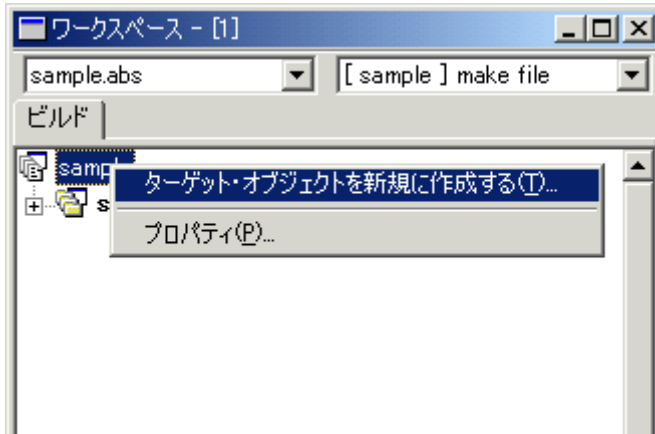 ワークスペース - [1]
sample.abs
[ sample ] make file
ビルド
ターゲット・オブジェクトを新規に作成する(T)...
プロパティ(P)...